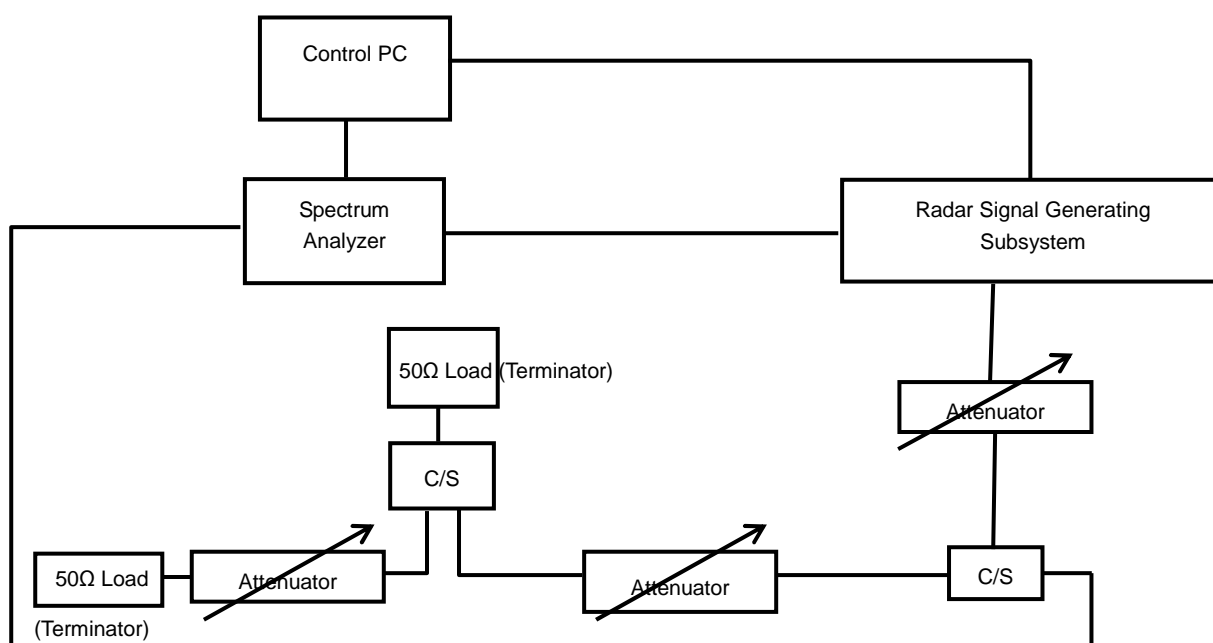 Control PC
Spectrum
Analyzer
Radar Signal Generating
Subsystem
50Ω Load (Terminator)
Attenuator
C/S
50Ω Load
(Terminator)
Attenuator
Attenuator
C/S